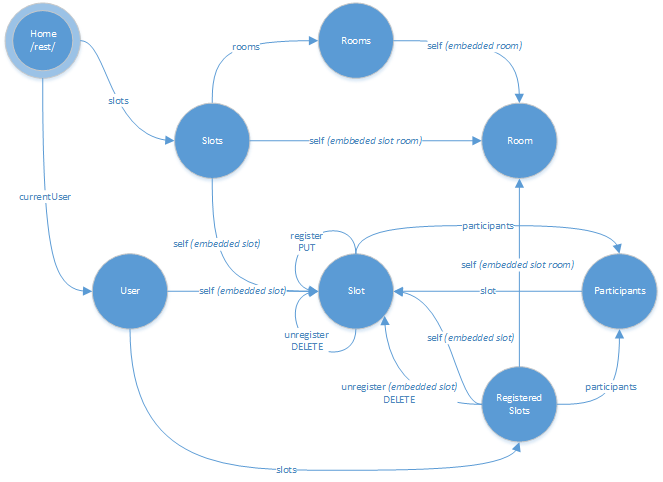 Home
/rest/
Rooms
rooms
self (embedded room)
slots
Slots
self (embbeded slot room)
Room
currentUser
self (embedded slot)
register
PUT
participants
self (embedded slot room)
User
self (embedded slot)
Slot
slot
Participants
unregister
DELETE
self (embedded slot)
unregister (embedded slot)
DELETE
participants
Registered
Slots
slots